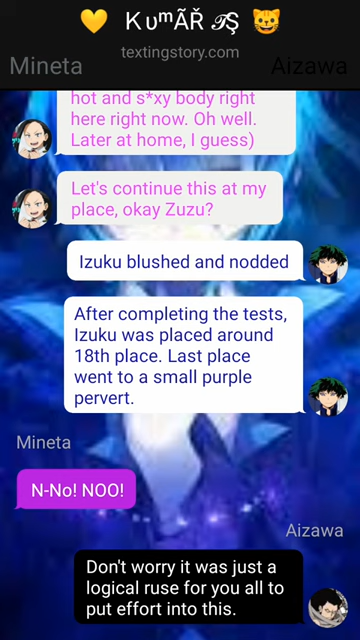 💛 KυᵐÃŘ 𝒯Ş 😺
textingstory.com
Mineta Aizawa
hot and s*xy body right
here right now. Oh well.
Later at home, I guess)
Let's continue this at my
place, okay Zuzu?
Izuku blushed and nodded
After completing the tests,
Izuku was placed around
18th place. Last place
went to a small purple
pervert.
Mineta
N-No! NOO!
Aizawa
Don't worry it was just a
logical ruse for you all to
put effort into this.